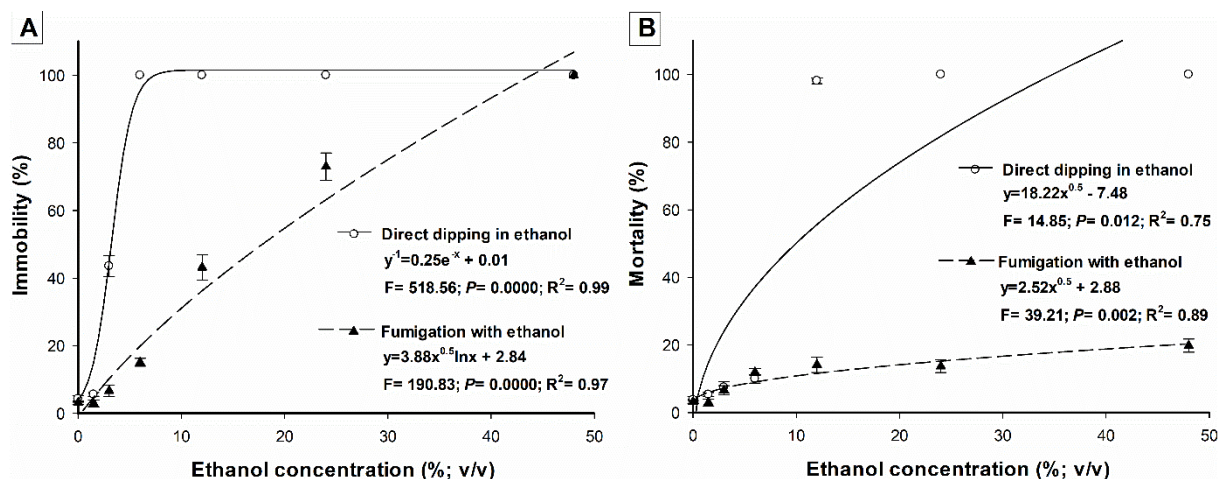 A
Immobility (%)
100
80
60
40
20
0
Direct dipping in ethanol
y⁻¹=0.25e⁻ˣ + 0.01
F= 518.56; P= 0.0000; R²= 0.99
Fumigation with ethanol
y=3.88x⁰·⁵lnx + 2.84
F= 190.83; P= 0.0000; R²= 0.97
0 10 20 30 40 50
Ethanol concentration (%; v/v)
B
Mortality (%)
100
80
60
40
20
0
Direct dipping in ethanol
y=18.22x⁰·⁵ - 7.48
F= 14.85; P= 0.012; R²= 0.75
Fumigation with ethanol
y=2.52x⁰·⁵ + 2.88
F= 39.21; P= 0.002; R²= 0.89
0 10 20 30 40 50
Ethanol concentration (%; v/v)